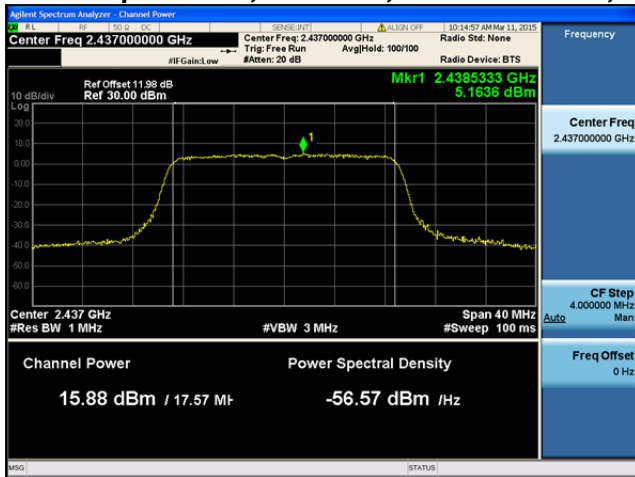 Agilent Spectrum Analyzer - Channel Power
RL RF 50 Ω DC SENSE:INT ALIGN OFF 10:14:57 AM Mar 11, 2015
Center Freq 2.437000000 GHz Center Freq: 2.437000000 GHz Radio Std: None Frequency
Trig: Free Run Avg|Hold: 100/100
#IFGain:Low #Atten: 20 dB Radio Device: BTS
Mkr1 2.4385333 GHz
Ref Offset 11.98 dB
5.1636 dBm
10 dB/div Ref 30.00 dBm
Log
20.0
10.0
1
0.00
-10.0
-20.0
-30.0
-40.0
-50.0
-60.0
Center Freq
2.437000000 GHz
Center 2.437 GHz Span 40 MHz
#Res BW 1 MHz #VBW 3 MHz #Sweep 100 ms
CF Step
4.000000 MHz
Auto Man
Channel Power Power Spectral Density
Freq Offset
0 Hz
15.88 dBm / 17.57 MH -56.57 dBm /Hz
MSG STATUS